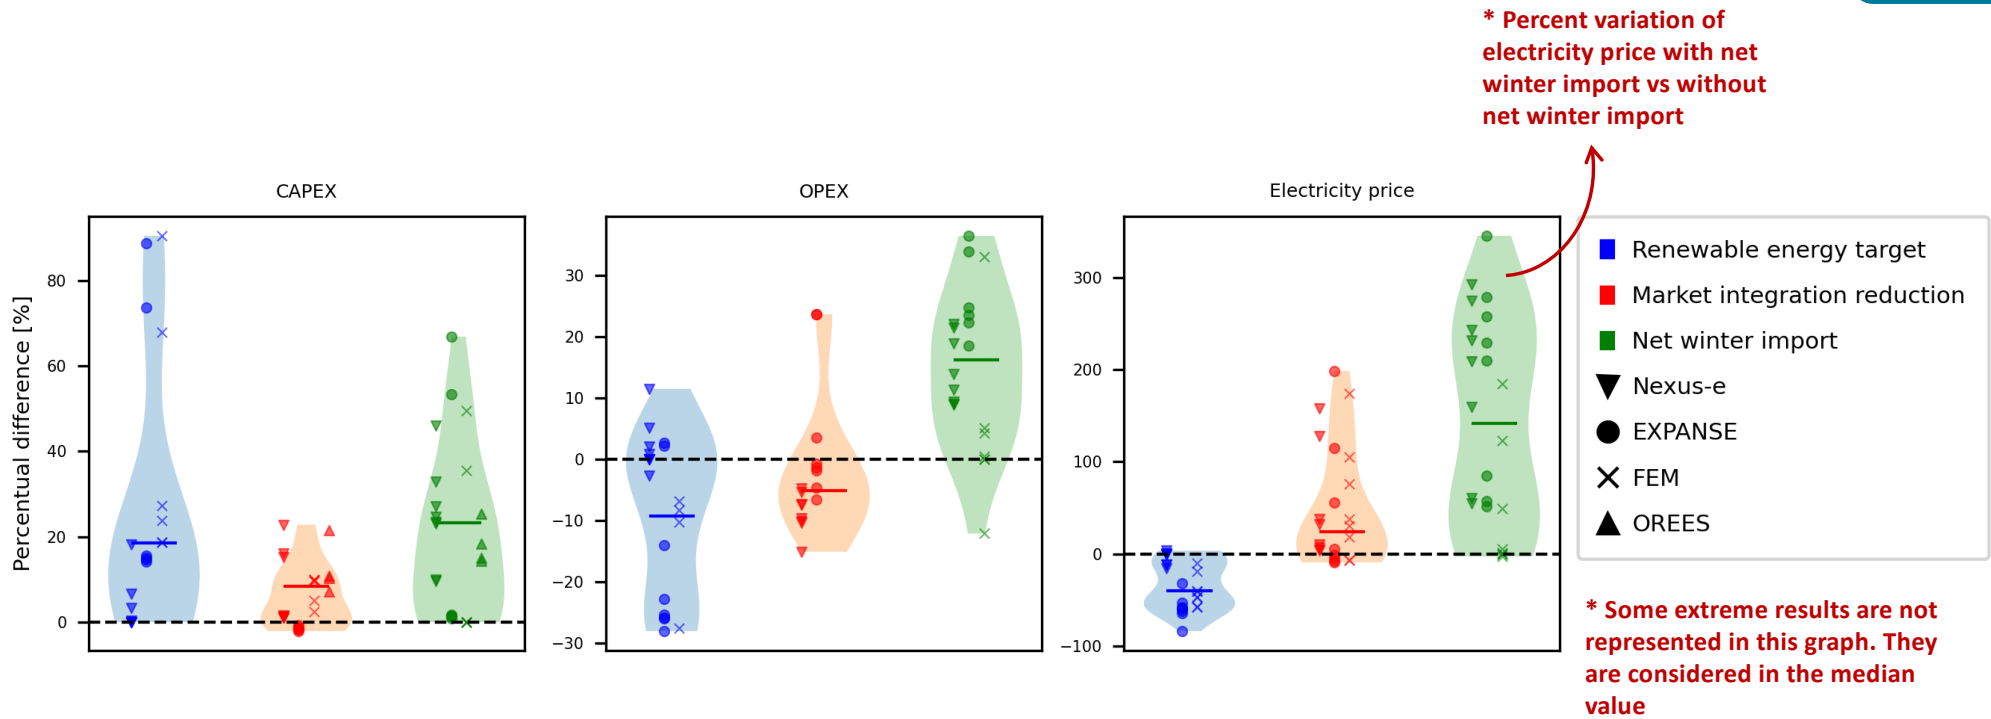 * Percent variation of
electricity price with net
winter import vs without
net winter import
CAPEX
OPEX
Electricity price
Percentual difference [%]
80
60
40
20
0
30
20
10
0
−10
−20
−30
300
200
100
0
−100
Renewable energy target
Market integration reduction
Net winter import
Nexus-e
EXPANSE
FEM
OREES
* Some extreme results are not
represented in this graph. They
are considered in the median
value